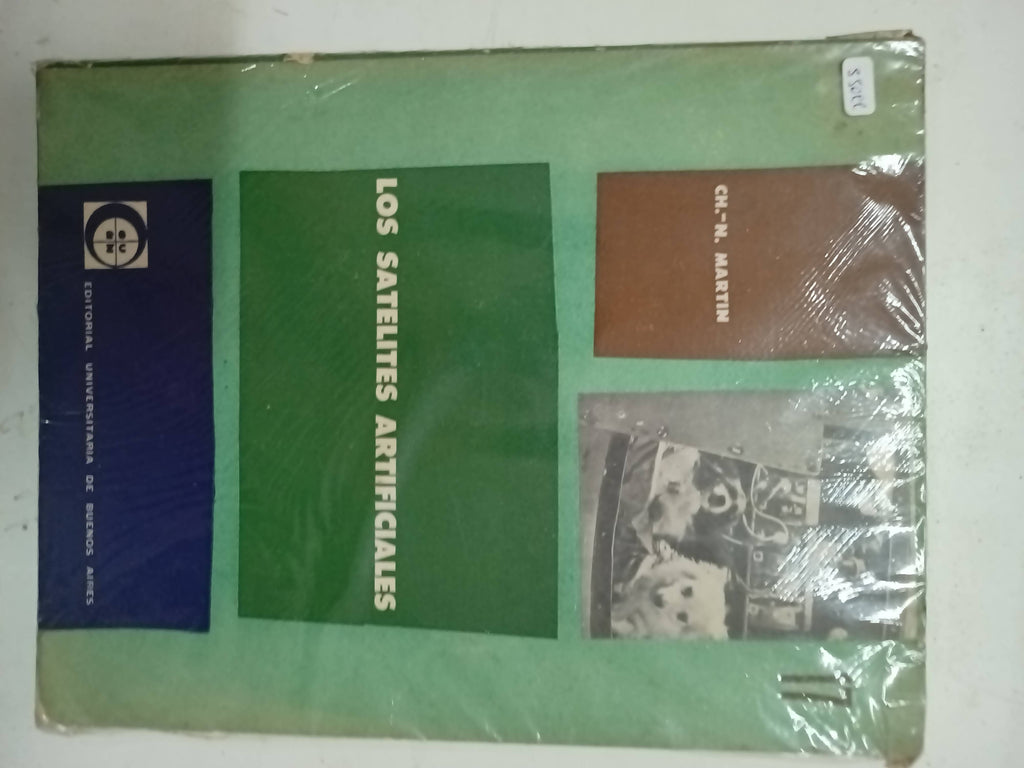 CH.-N. MARTIN
LOS SATELITES ARTIFICIALES
EDITORIAL UNIVERSITARIA DE BUENOS AIRES